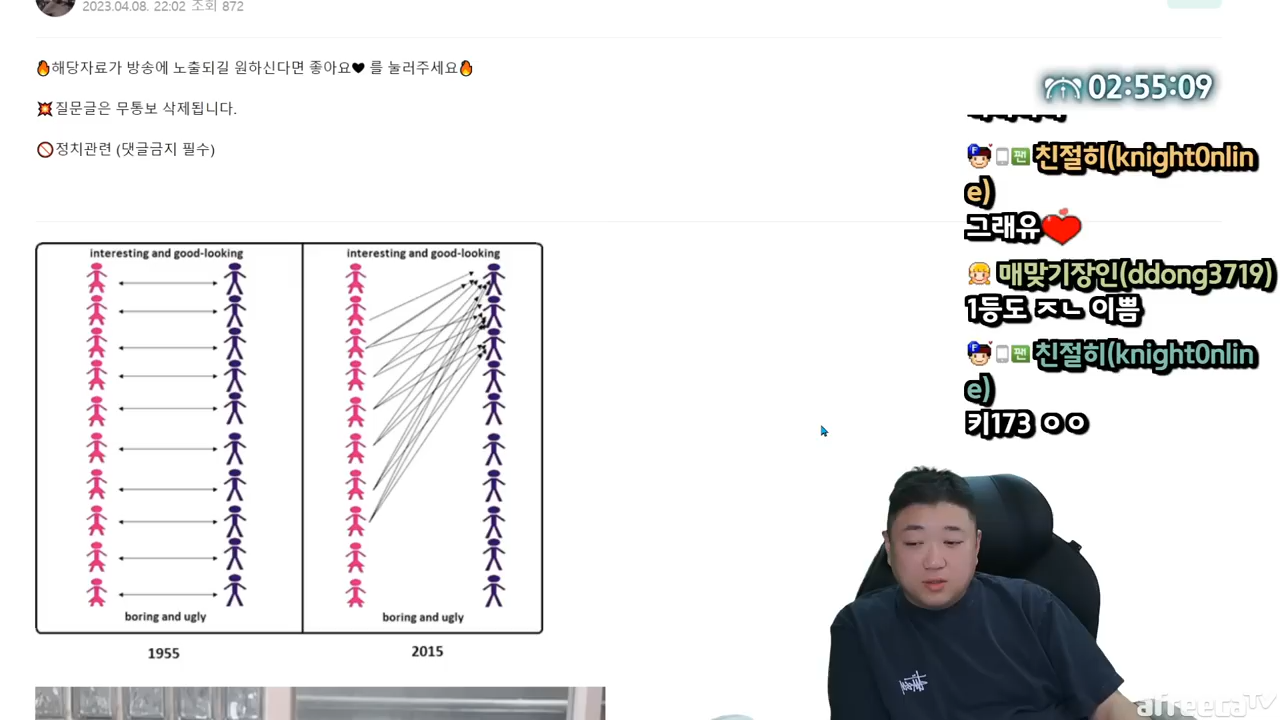 2023.04.08. 22:02 조회 872
🔥해당자료가 방송에 노출되길 원하신다면 좋아요🖤 를 눌러주세요🔥
💥질문글은 무통보 삭제됩니다.
🚫정치관련 (댓글금지 필수)
02:55:09
친절히(knight0nlin
e)
그래유
매맞기장인(ddong3719)
1등도 ㅈㄴ 이쁨
친절히(knight0nlin
e)
키173 ㅇㅇ
interesting and good-looking
interesting and good-looking
boring and ugly
boring and ugly
1955
2015
afreecaTV